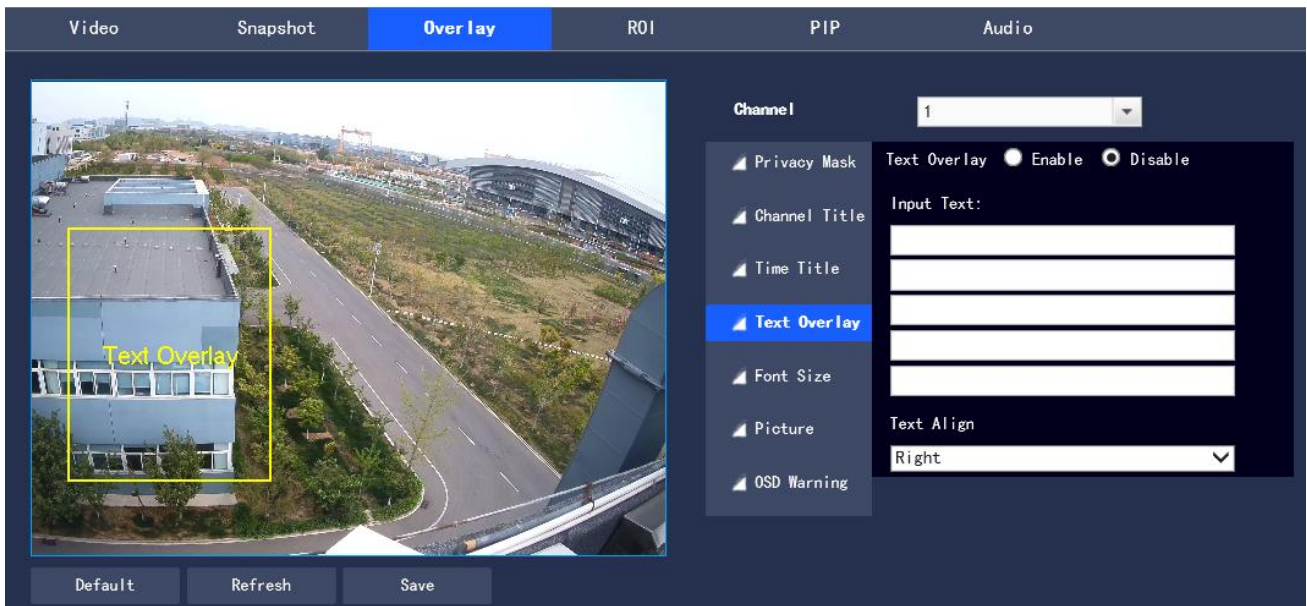 Video Snapshot Overlay ROI PIP Audio
Channel 1
Privacy Mask
Channel Title
Time Title
Text Overlay
Font Size
Picture
OSD Warning
Text Overlay Enable Disable
Input Text:
Text Align
Right
Text Overlay
Default Refresh Save